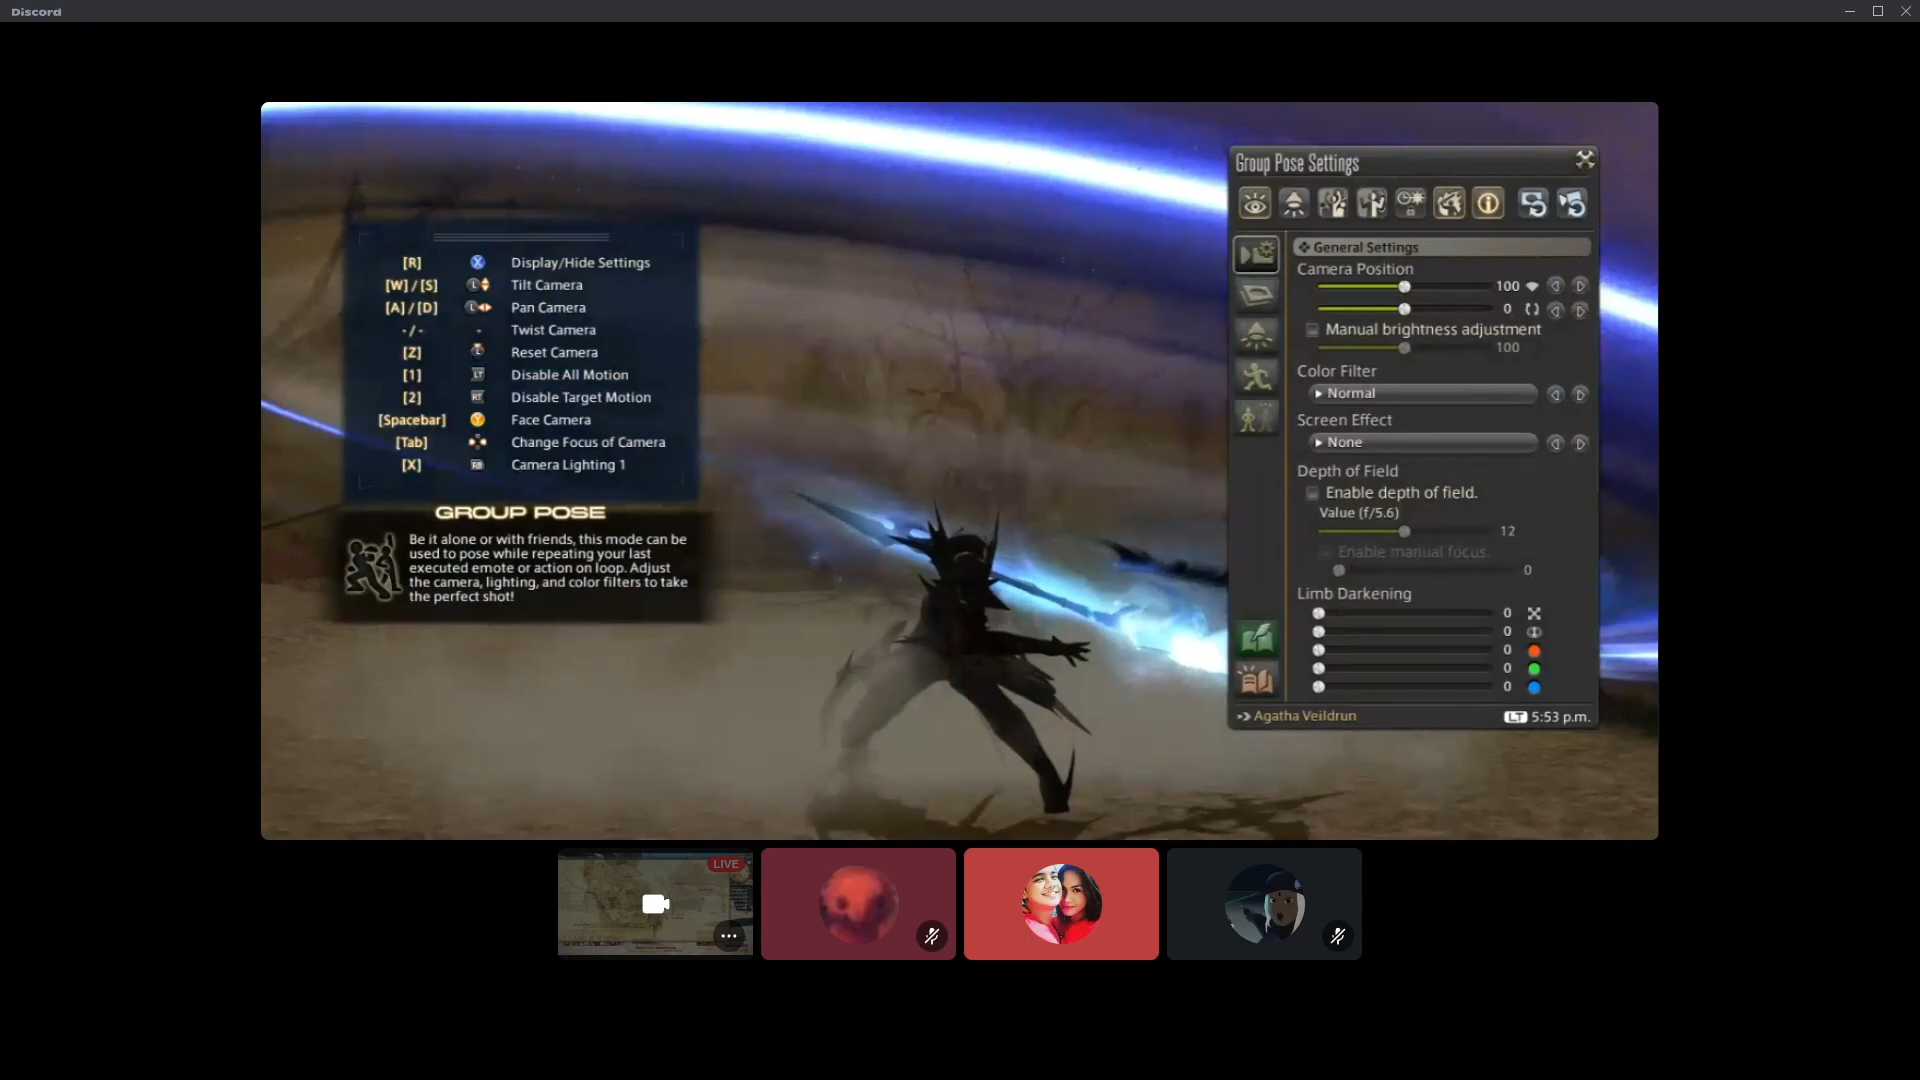 Discord
[R] Display/Hide Settings
[W] / [S] Tilt Camera
[A] / [D] Pan Camera
- / - - Twist Camera
[Z] Reset Camera
[1] LT Disable All Motion
[2] RT Disable Target Motion
[Spacebar] Y Face Camera
[Tab] Change Focus of Camera
[X] RB Camera Lighting 1
GROUP POSE
Be it alone or with friends, this mode can be
used to pose while repeating your last
executed emote or action on loop. Adjust
the camera, lighting, and color filters to take
the perfect shot!
Group Pose Settings
General Settings
Camera Position
100
0
Manual brightness adjustment
100
Color Filter
Normal
Screen Effect
None
Depth of Field
Enable depth of field.
Value (f/5.6)
12
Enable manual focus.
0
Limb Darkening
0
0
0
0
0
Agatha Veildrun LT 5:53 p.m.
LIVE